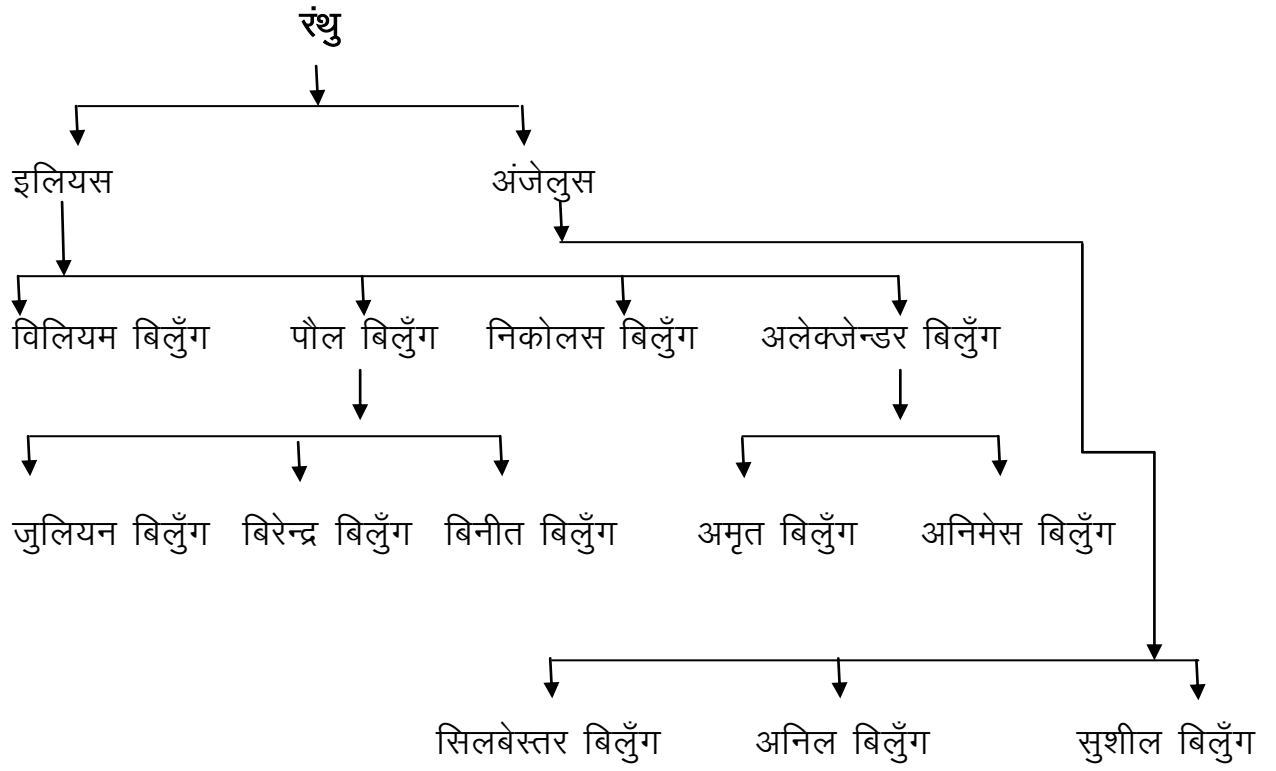 रंथु
इलियस अंजेलुस
विलियम बिलुँग पौल बिलुँग निकोलस बिलुँग अलेक्जेन्डर बिलुँग
जुलियन बिलुँग बिरेन्द्र बिलुँग बिनीत बिलुँग अमृत बिलुँग अनिमेस बिलुँग
सिलबेस्तर बिलुँग अनिल बिलुँग सुशील बिलुँग